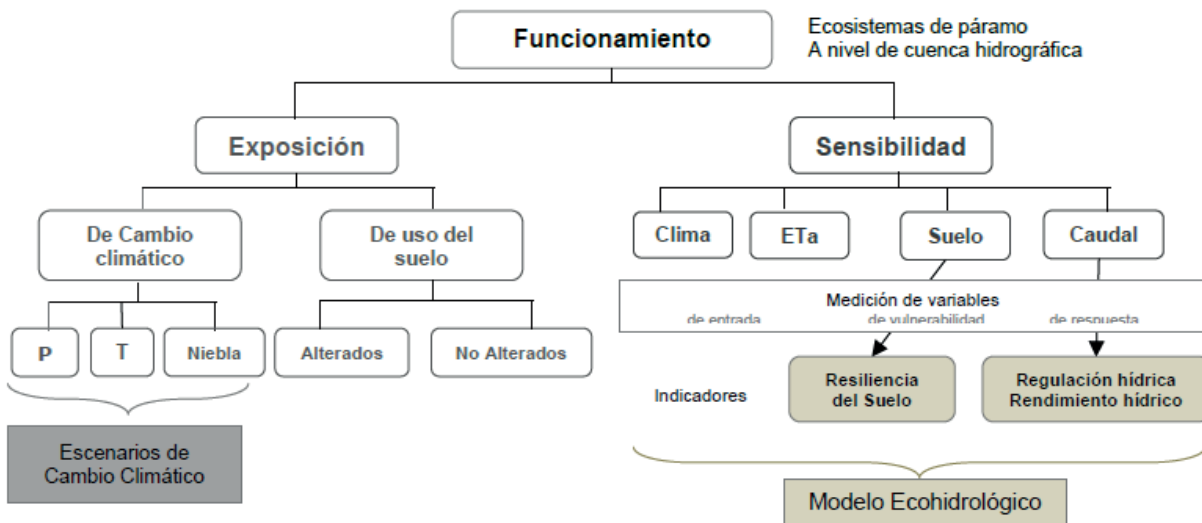 Funcionamiento
Ecosistemas de páramo
A nivel de cuenca hidrográfica
Exposición
Sensibilidad
De Cambio
climático
De uso del
suelo
Clima
ETa
Suelo
Caudal
Medición de variables
de entrada
de vulnerabilidad
de respuesta
P
T
Niebla
Alterados
No Alterados
Indicadores
Resiliencia
del Suelo
Regulación hídrica
Rendimiento hídrico
Escenarios de
Cambio Climático
Modelo Ecohidrológico